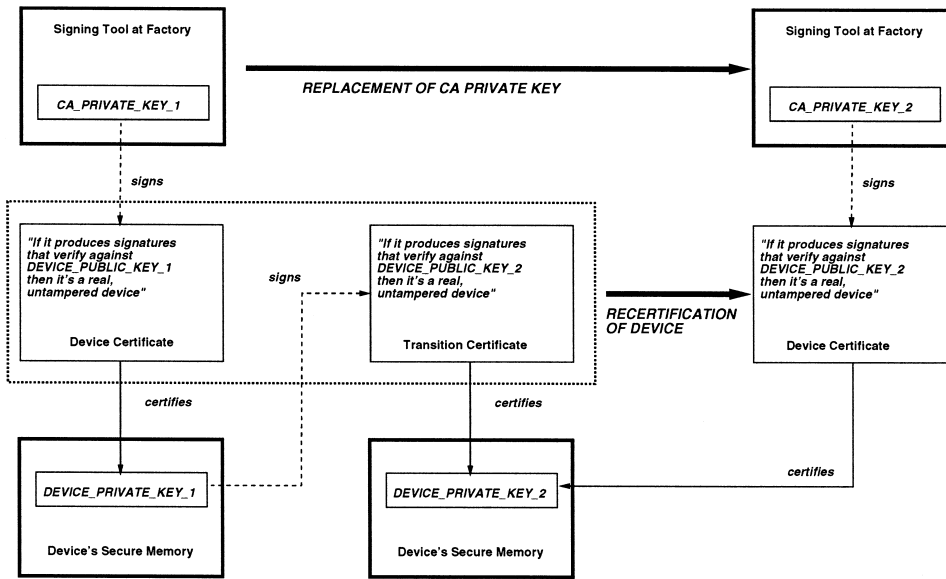 Signing Tool at Factory
CA_PRIVATE_KEY_1
REPLACEMENT OF CA PRIVATE KEY
Signing Tool at Factory
CA_PRIVATE_KEY_2
signs
signs
"If it produces signatures
that verify against
DEVICE_PUBLIC_KEY_1
then it's a real,
untampered device"
Device Certificate
signs
"If it produces signatures
that verify against
DEVICE_PUBLIC_KEY_2
then it's a real,
untampered device"
Transition Certificate
RECERTIFICATION
OF DEVICE
"If it produces signatures
that verify against
DEVICE_PUBLIC_KEY_2
then it's a real,
untampered device"
Device Certificate
certifies
certifies
certifies
DEVICE_PRIVATE_KEY_1
Device's Secure Memory
DEVICE_PRIVATE_KEY_2
Device's Secure Memory